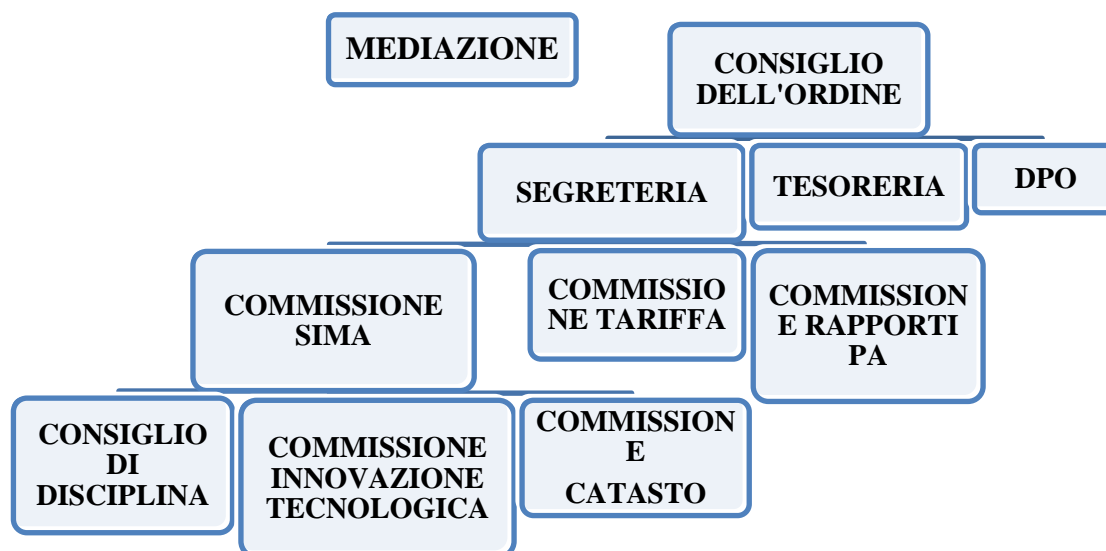 MEDIAZIONE
CONSIGLIO
DELL'ORDINE
SEGRETERIA
TESORERIA
DPO
COMMISSIONE
SIMA
COMMISSIO
NE TARIFFA
COMMISSION
E RAPPORTI
PA
CONSIGLIO
DI
DISCIPLINA
COMMISSIONE
INNOVAZIONE
TECNOLOGICA
COMMISSION
E
CATASTO